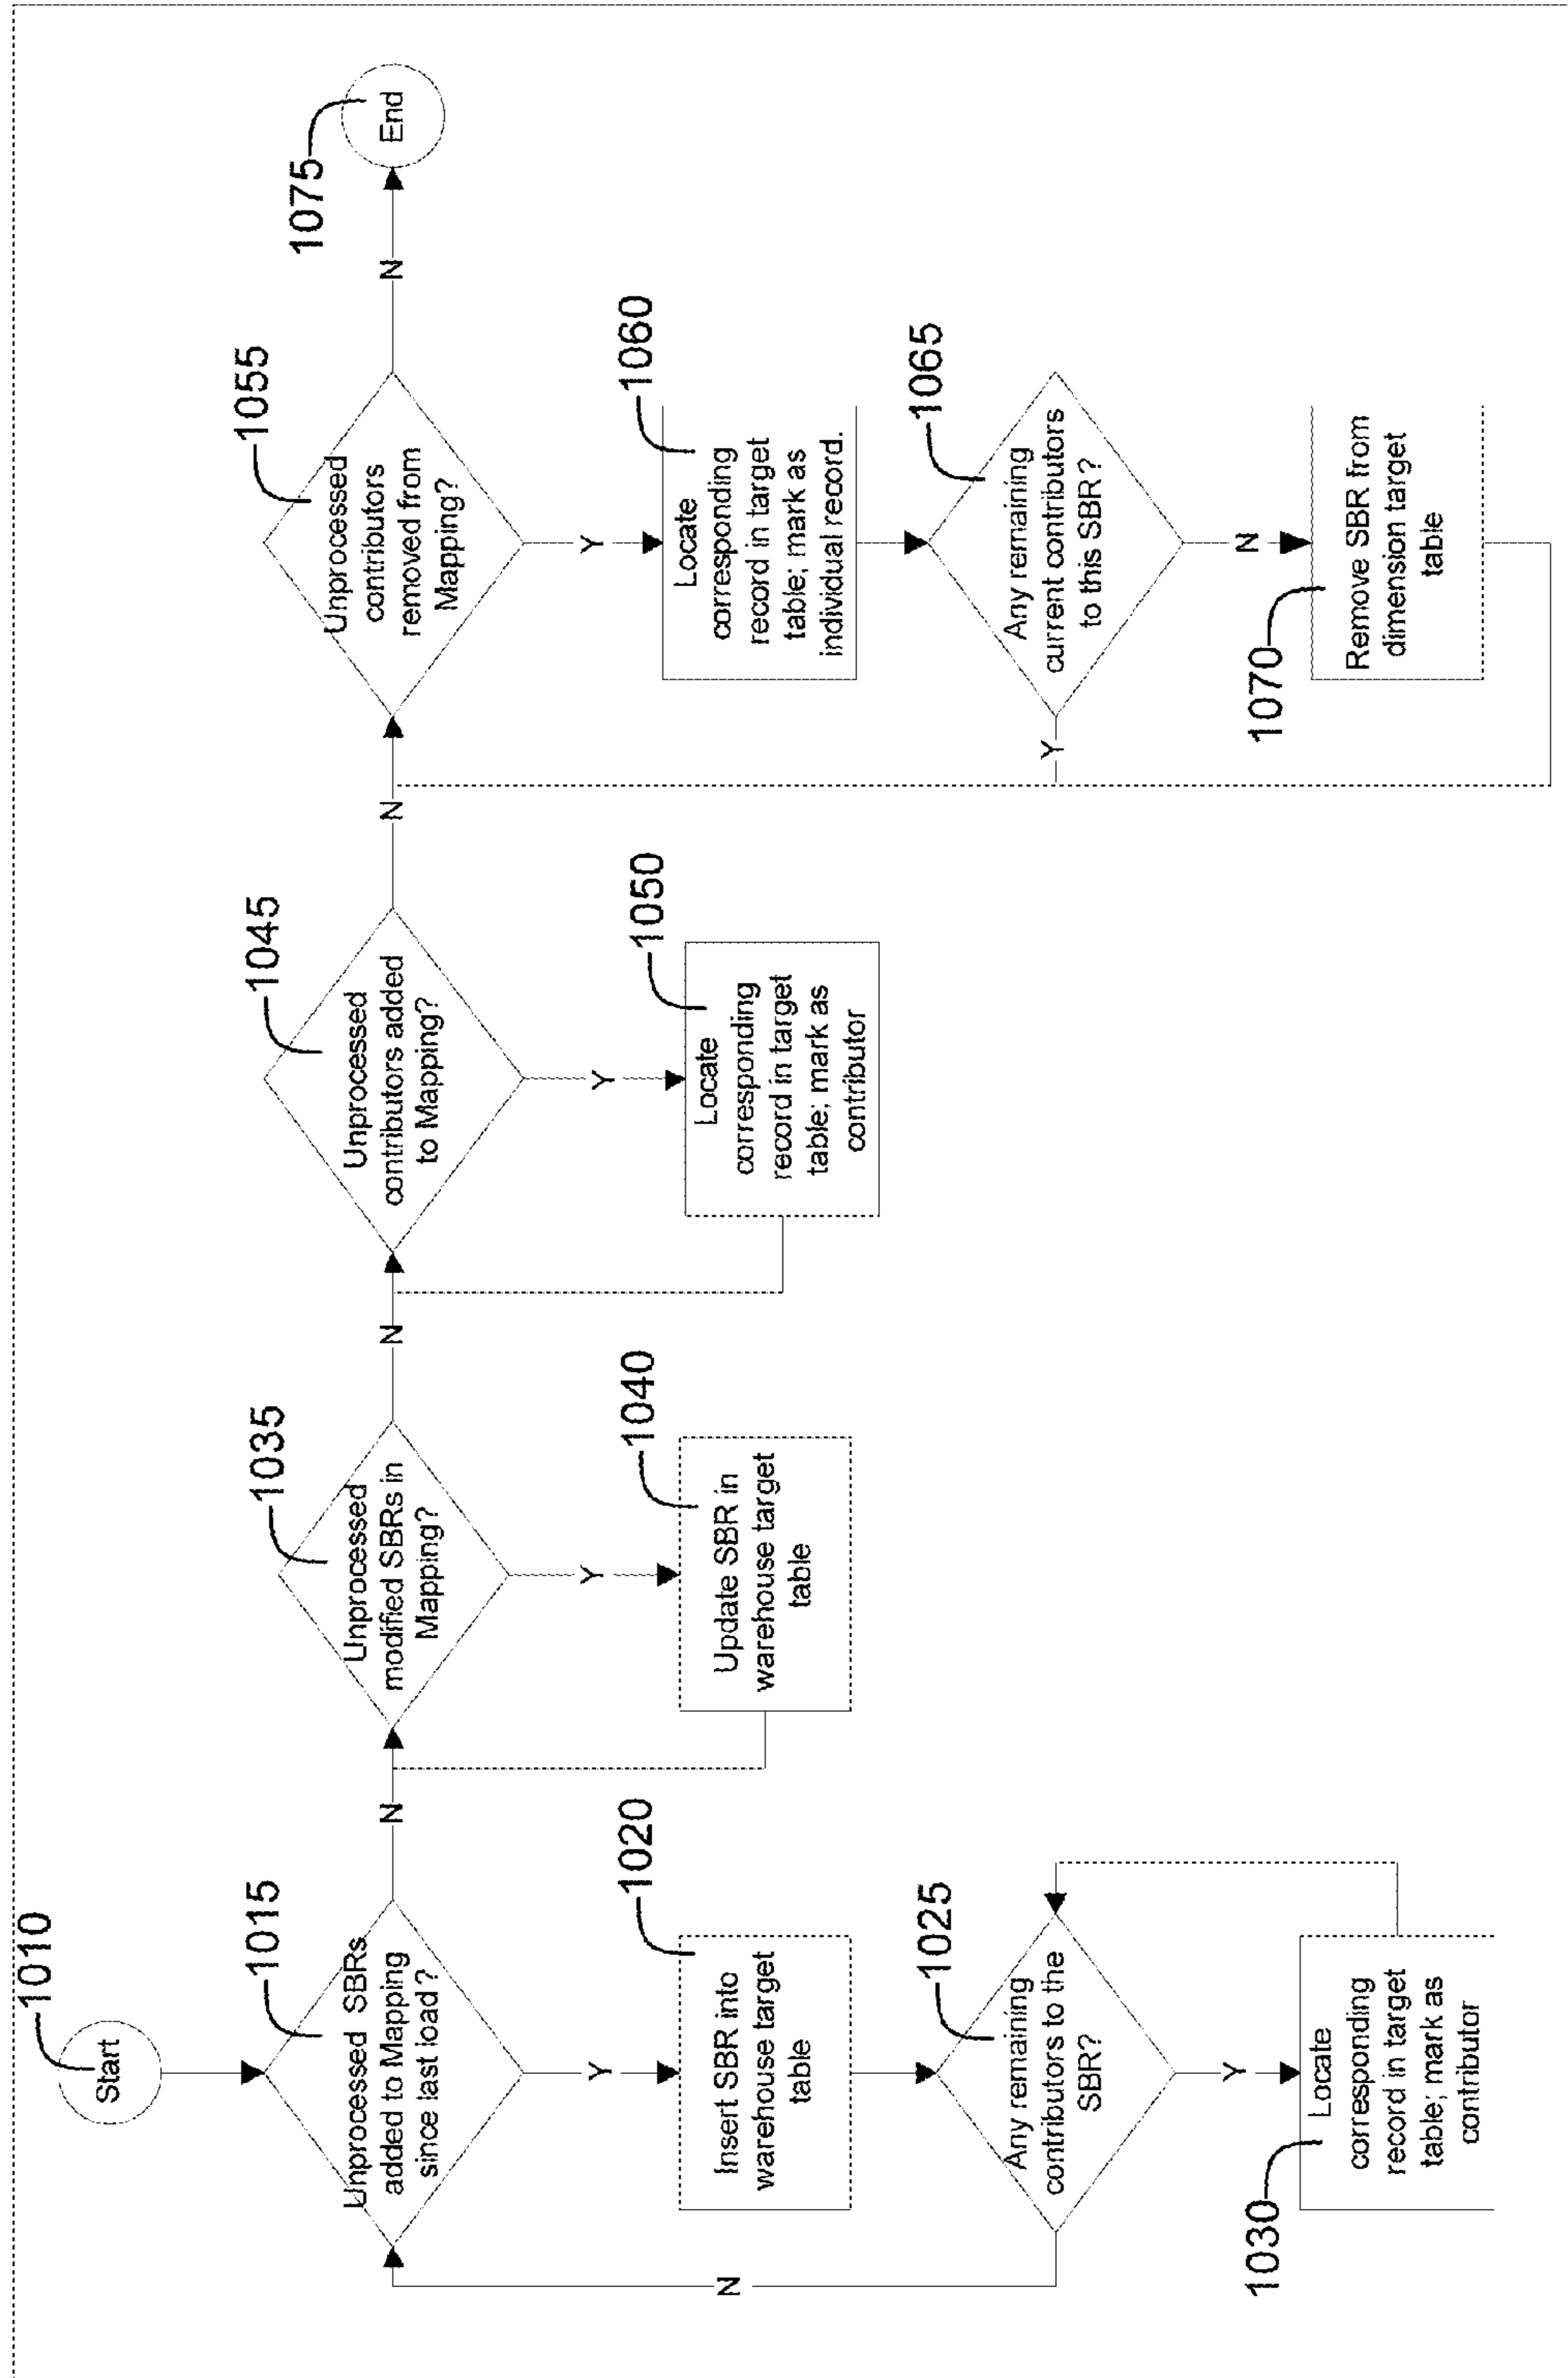 1010
Start
1015
Unprocessed SBRs
added to Mapping
since last load?
Y
N
1020
Insert SBR into
warehouse target
table
1025
Any remaining
contributors to the
SBR?
N
Y
1030
Locate
corresponding
record in target
table; mark as
contributor
1035
Unprocessed
modified SBRs in
Mapping?
N
Y
1040
Update SBR in
warehouse target
table
1045
Unprocessed
contributors added
to Mapping?
N
Y
1050
Locate
corresponding
record in target
table; mark as
contributor
1055
Unprocessed
contributors
removed from
Mapping?
N
Y
1060
Locate
corresponding
record in target
table; mark as
individual record.
1065
Any remaining
current contributors
to this SBR?
Y
N
1070
Remove SBR from
dimension target
table
1075
End